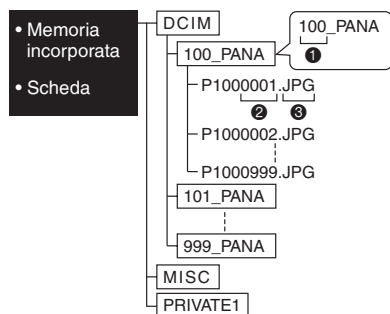 • Memoria
incorporata
• Scheda
DCIM
100_PANA
100_PANA
❶
P1000001.JPG
❷ ❸
P1000002.JPG
P1000999.JPG
101_PANA
999_PANA
MISC
PRIVATE1